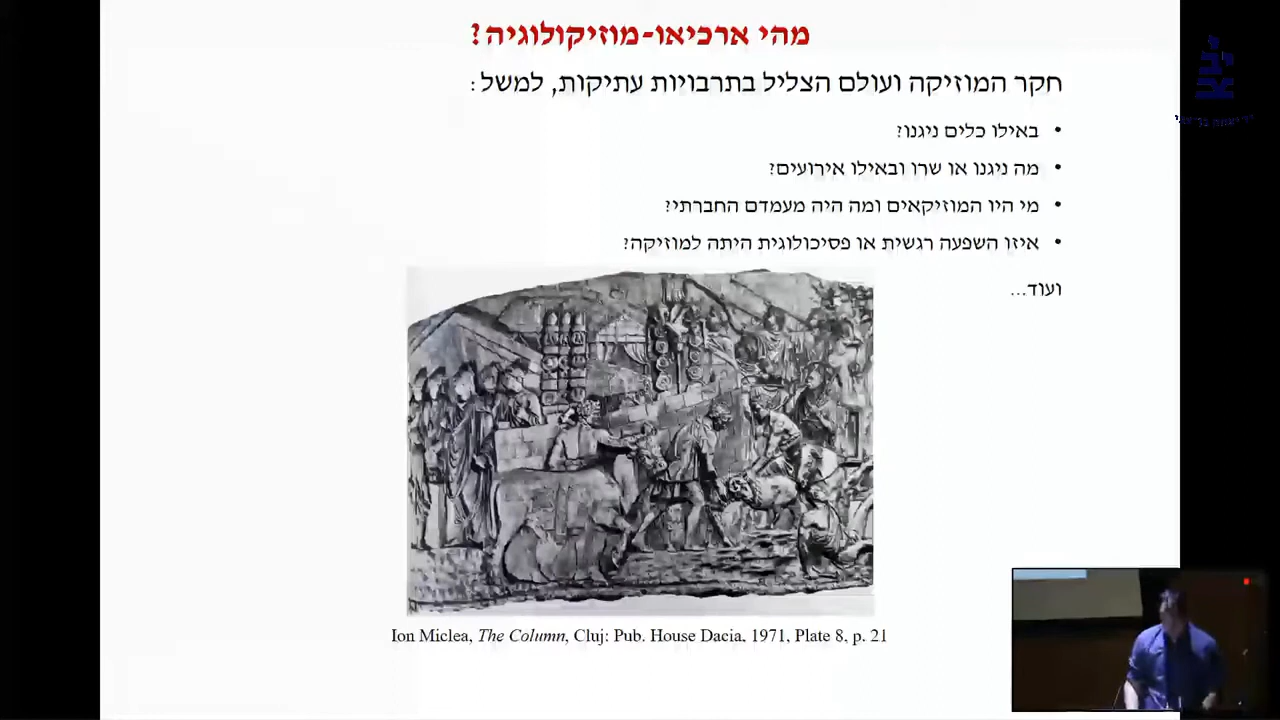 מהי ארכיאו-מוזיקולוגיה?
חקר המוזיקה ועולם הצליל בתרבויות עתיקות, למשל:
• באילו כלים ניגנו?
• מה ניגנו או שרו ובאילו אירועים?
• מי היו המוזיקאים ומה היה מעמדם החברתי?
• איזו השפעה רגשית או פסיכולוגית היתה למוזיקה?
ועוד...
Ion Miclea, The Column, Cluj: Pub. House Dacia, 1971, Plate 8, p. 21